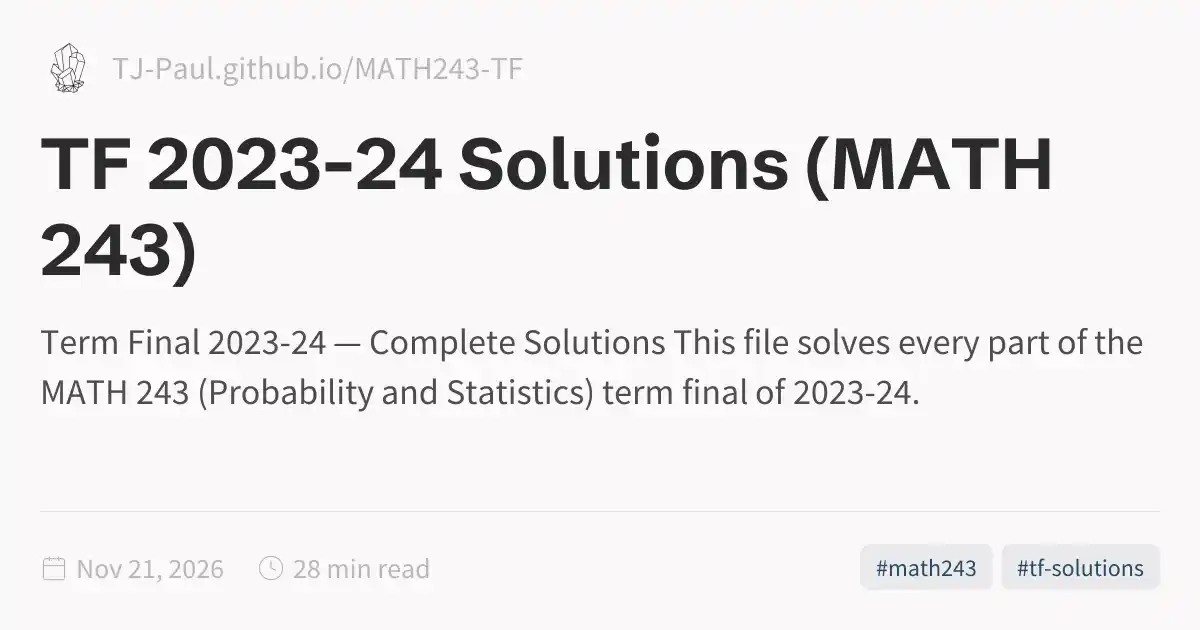 TJ-Paul.github.io/MATH243-TF
TF 2023-24 Solutions (MATH
243)
Term Final 2023-24 — Complete Solutions This file solves every part of the
MATH 243 (Probability and Statistics) term final of 2023-24.
Nov 21, 2026 28 min read #math243 #tf-solutions